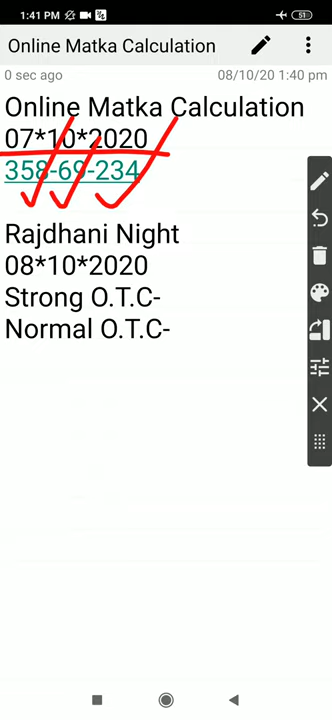 1:41 PM
51
Online Matka Calculation
0 sec ago
08/10/20 1:40 pm
Online Matka Calculation
07*10*2020
358-69-234
Rajdhani Night
08*10*2020
Strong O.T.C-
Normal O.T.C-